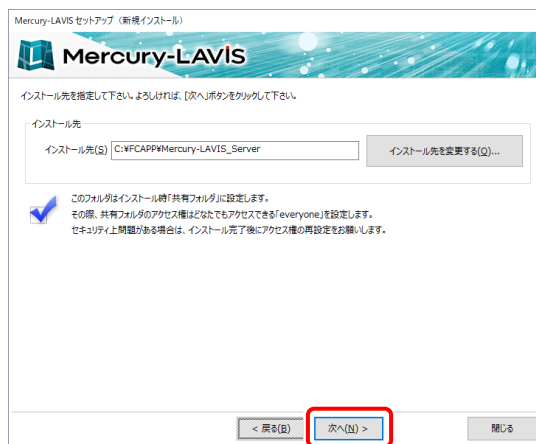 Mercury-LAVIS セットアップ（新規インストール）
Mercury-LAVIS
インストール先を指定して下さい。よろしければ、[次へ]ボタンをクリックして下さい。
インストール先
インストール先(S) C:¥FCAPP¥Mercury-LAVIS_Server インストール先を変更する(Q)...
このフォルダはインストール時「共有フォルダ」に設定します。
その際、共有フォルダのアクセス権はどなたでもアクセスできる「everyone」を設定します。
セキュリティ上問題がある場合は、インストール完了後にアクセス権の再設定をお願いします。
< 戻る(B) 次へ(N) > 閉じる